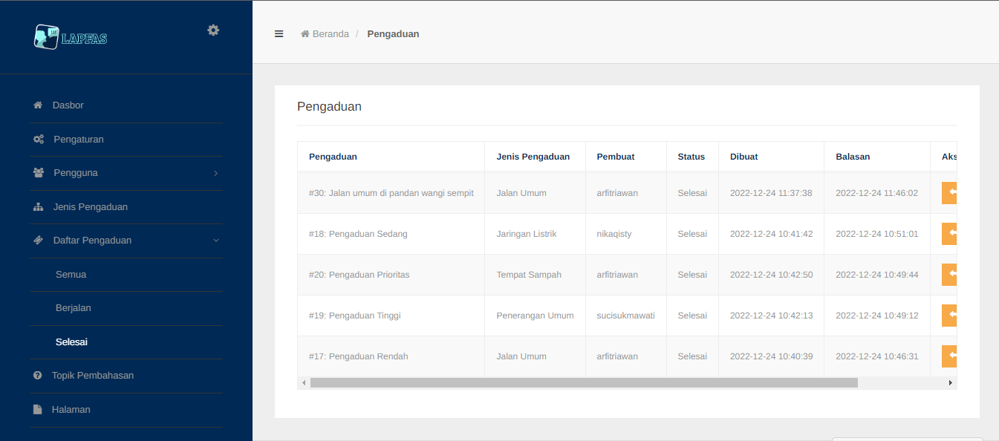 LAPFAS
Beranda / Pengaduan
Dasbor
Pengaturan
Pengguna
Jenis Pengaduan
Daftar Pengaduan
Semua
Berjalan
Selesai
Topik Pembahasan
Halaman
Pengaduan
Pengaduan Jenis Pengaduan Pembuat Status Dibuat Balasan Aks
#30: Jalan umum di pandan wangi sempit Jalan Umum arfitriawan Selesai 2022-12-24 11:37:38 2022-12-24 11:46:02
#18: Pengaduan Sedang Jaringan Listrik nikaqisty Selesai 2022-12-24 10:41:42 2022-12-24 10:51:01
#20: Pengaduan Prioritas Tempat Sampah arfitriawan Selesai 2022-12-24 10:42:50 2022-12-24 10:49:44
#19: Pengaduan Tinggi Penerangan Umum sucisukmawati Selesai 2022-12-24 10:42:13 2022-12-24 10:49:12
#17: Pengaduan Rendah Jalan Umum arfitriawan Selesai 2022-12-24 10:40:39 2022-12-24 10:46:31